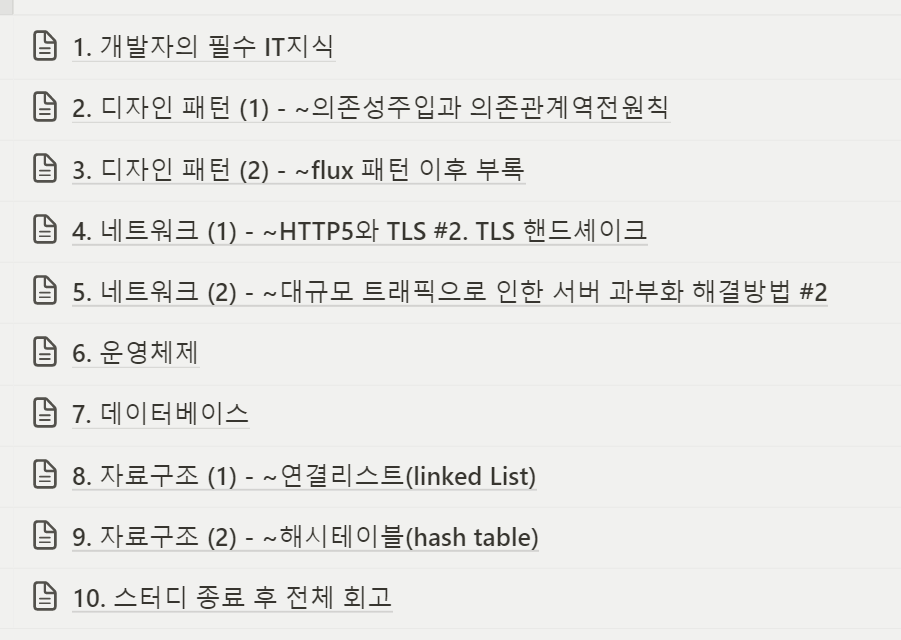 1. 개발자의 필수 IT지식
2. 디자인 패턴 (1) - ~의존성주입과 의존관계역전원칙
3. 디자인 패턴 (2) - ~flux 패턴 이후 부록
4. 네트워크 (1) - ~HTTP5와 TLS #2. TLS 핸드셰이크
5. 네트워크 (2) - ~대규모 트래픽으로 인한 서버 과부화 해결방법 #2
6. 운영체제
7. 데이터베이스
8. 자료구조 (1) - ~연결리스트(linked List)
9. 자료구조 (2) - ~해시테이블(hash table)
10. 스터디 종료 후 전체 회고